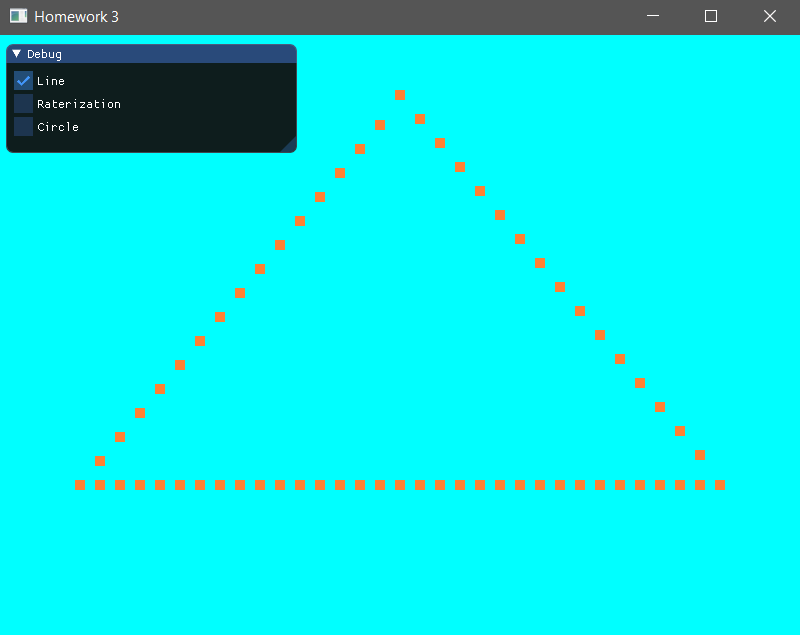 Homework 3
Debug
Line
Raterization
Circle